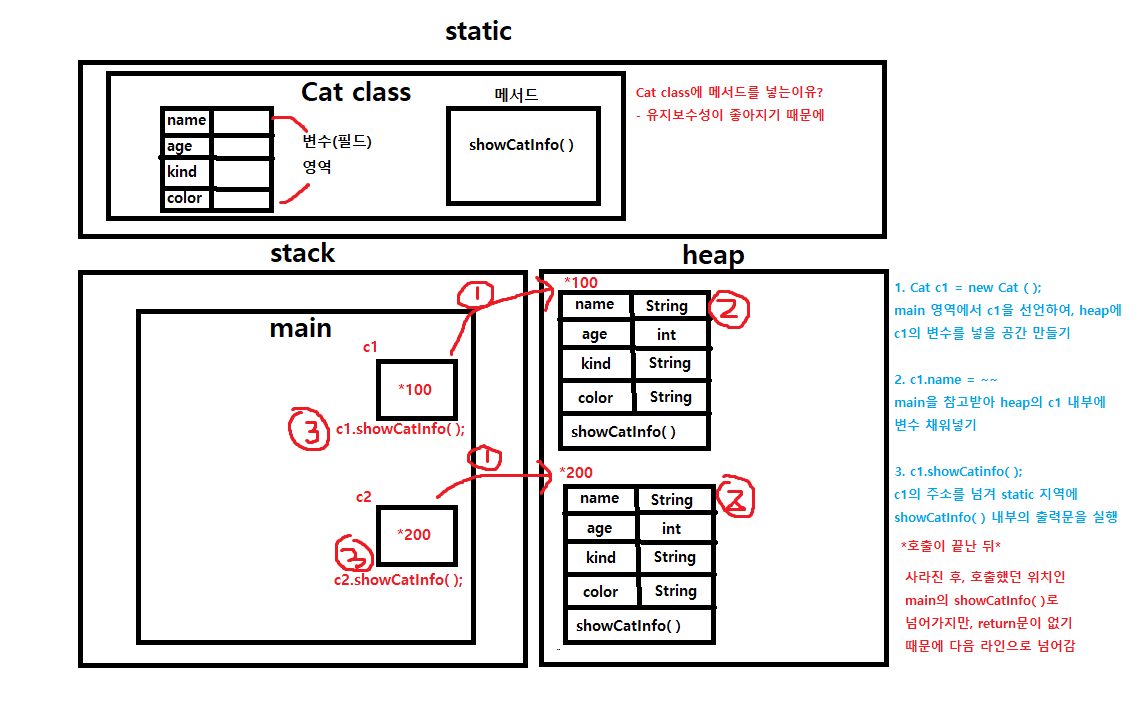 static
Cat class
메서드
name
age
kind
color
변수(필드)
영역
showCatInfo( )
Cat class에 메서드를 넣는이유?
- 유지보수성이 좋아지기 때문에
stack
main
c1
*100
3
c1.showCatInfo( );
1
c2
*200
3
c2.showCatInfo( );
1
heap
*100
name String
age int
kind String
color String
showCatInfo( )
2
*200
name String
age int
kind String
color String
showCatInfo( )
2
1. Cat c1 = new Cat ( );
main 영역에서 c1을 선언하여, heap에
c1의 변수를 넣을 공간 만들기
2. c1.name = ~~
main을 참고받아 heap의 c1 내부에
변수 채워넣기
3. c1.showCatinfo( );
c1의 주소를 넘겨 static 지역에
showCatInfo( ) 내부의 출력문을 실행
*호출이 끝난 뒤*
사라진 후, 호출했던 위치인
main의 showCatInfo( )로
넘어가지만, return문이 없기
때문에 다음 라인으로 넘어감